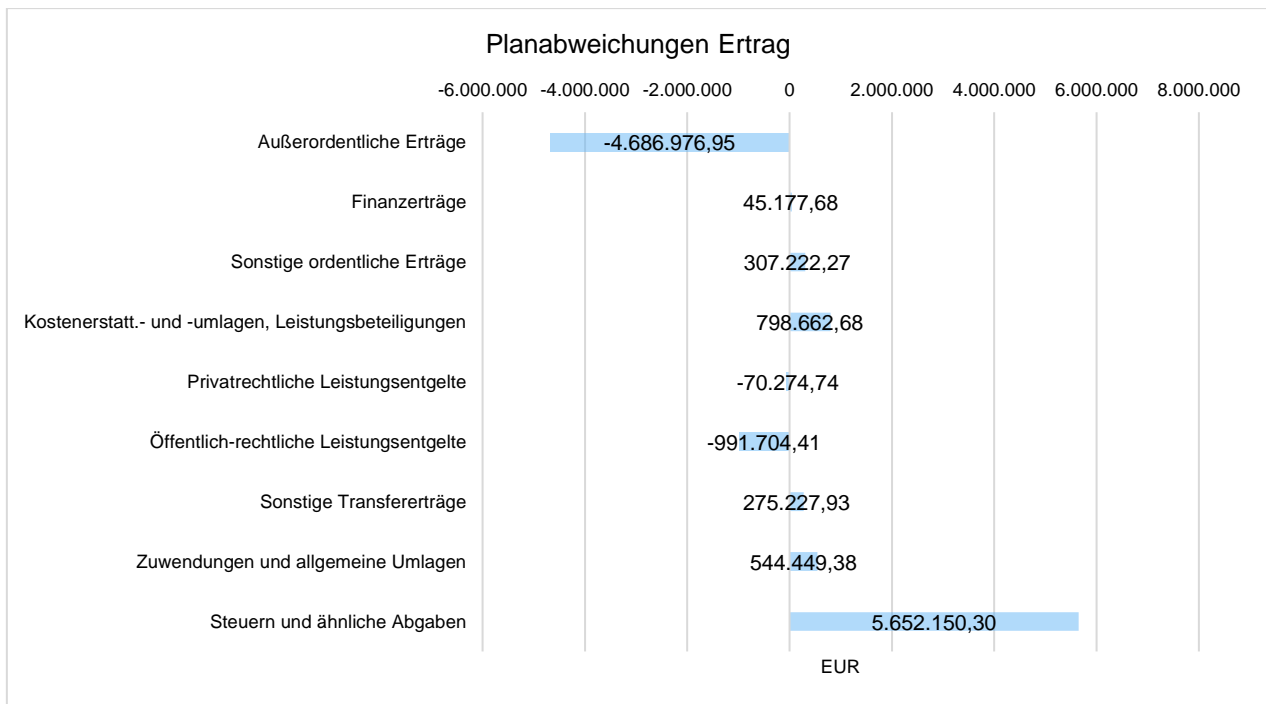 Planabweichungen Ertrag
-6.000.000 -4.000.000 -2.000.000 0 2.000.000 4.000.000 6.000.000 8.000.000
Außerordentliche Erträge -4.686.976,95
Finanzerträge 45.177,68
Sonstige ordentliche Erträge 307.222,27
Kostenerstatt.- und -umlagen, Leistungsbeteiligungen 798.662,68
Privatrechtliche Leistungsentgelte -70.274,74
Öffentlich-rechtliche Leistungsentgelte -991.704,41
Sonstige Transfererträge 275.227,93
Zuwendungen und allgemeine Umlagen 544.449,38
Steuern und ähnliche Abgaben 5.652.150,30
EUR